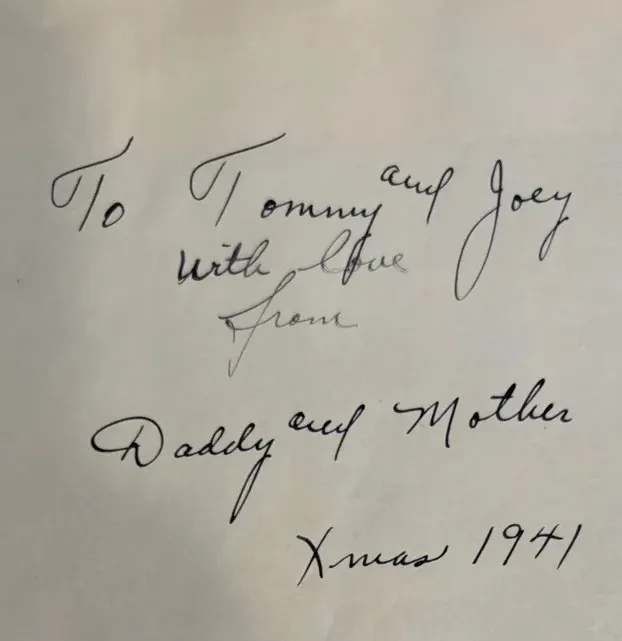 To Tommy and Joey
with love
from
Daddy and Mother
Xmas 1941